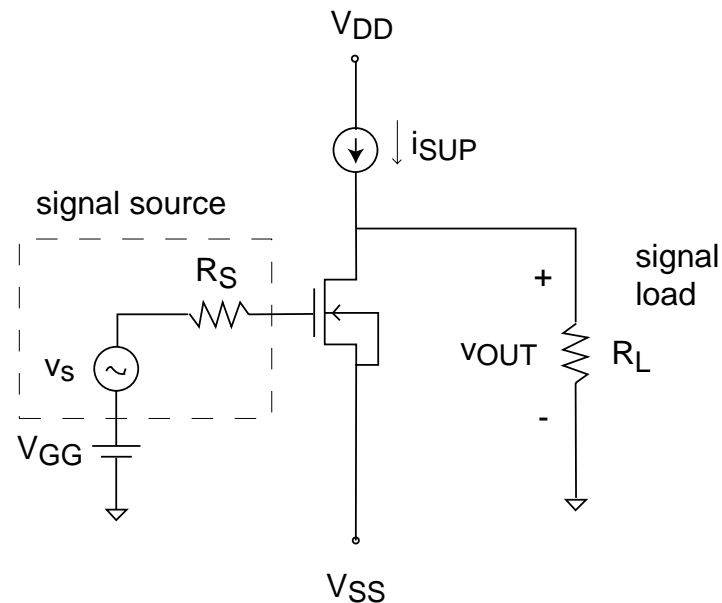 VDD
iSUP
signal source
RS
signal
load
+
vs
vOUT
RL
-
VGG
VSS